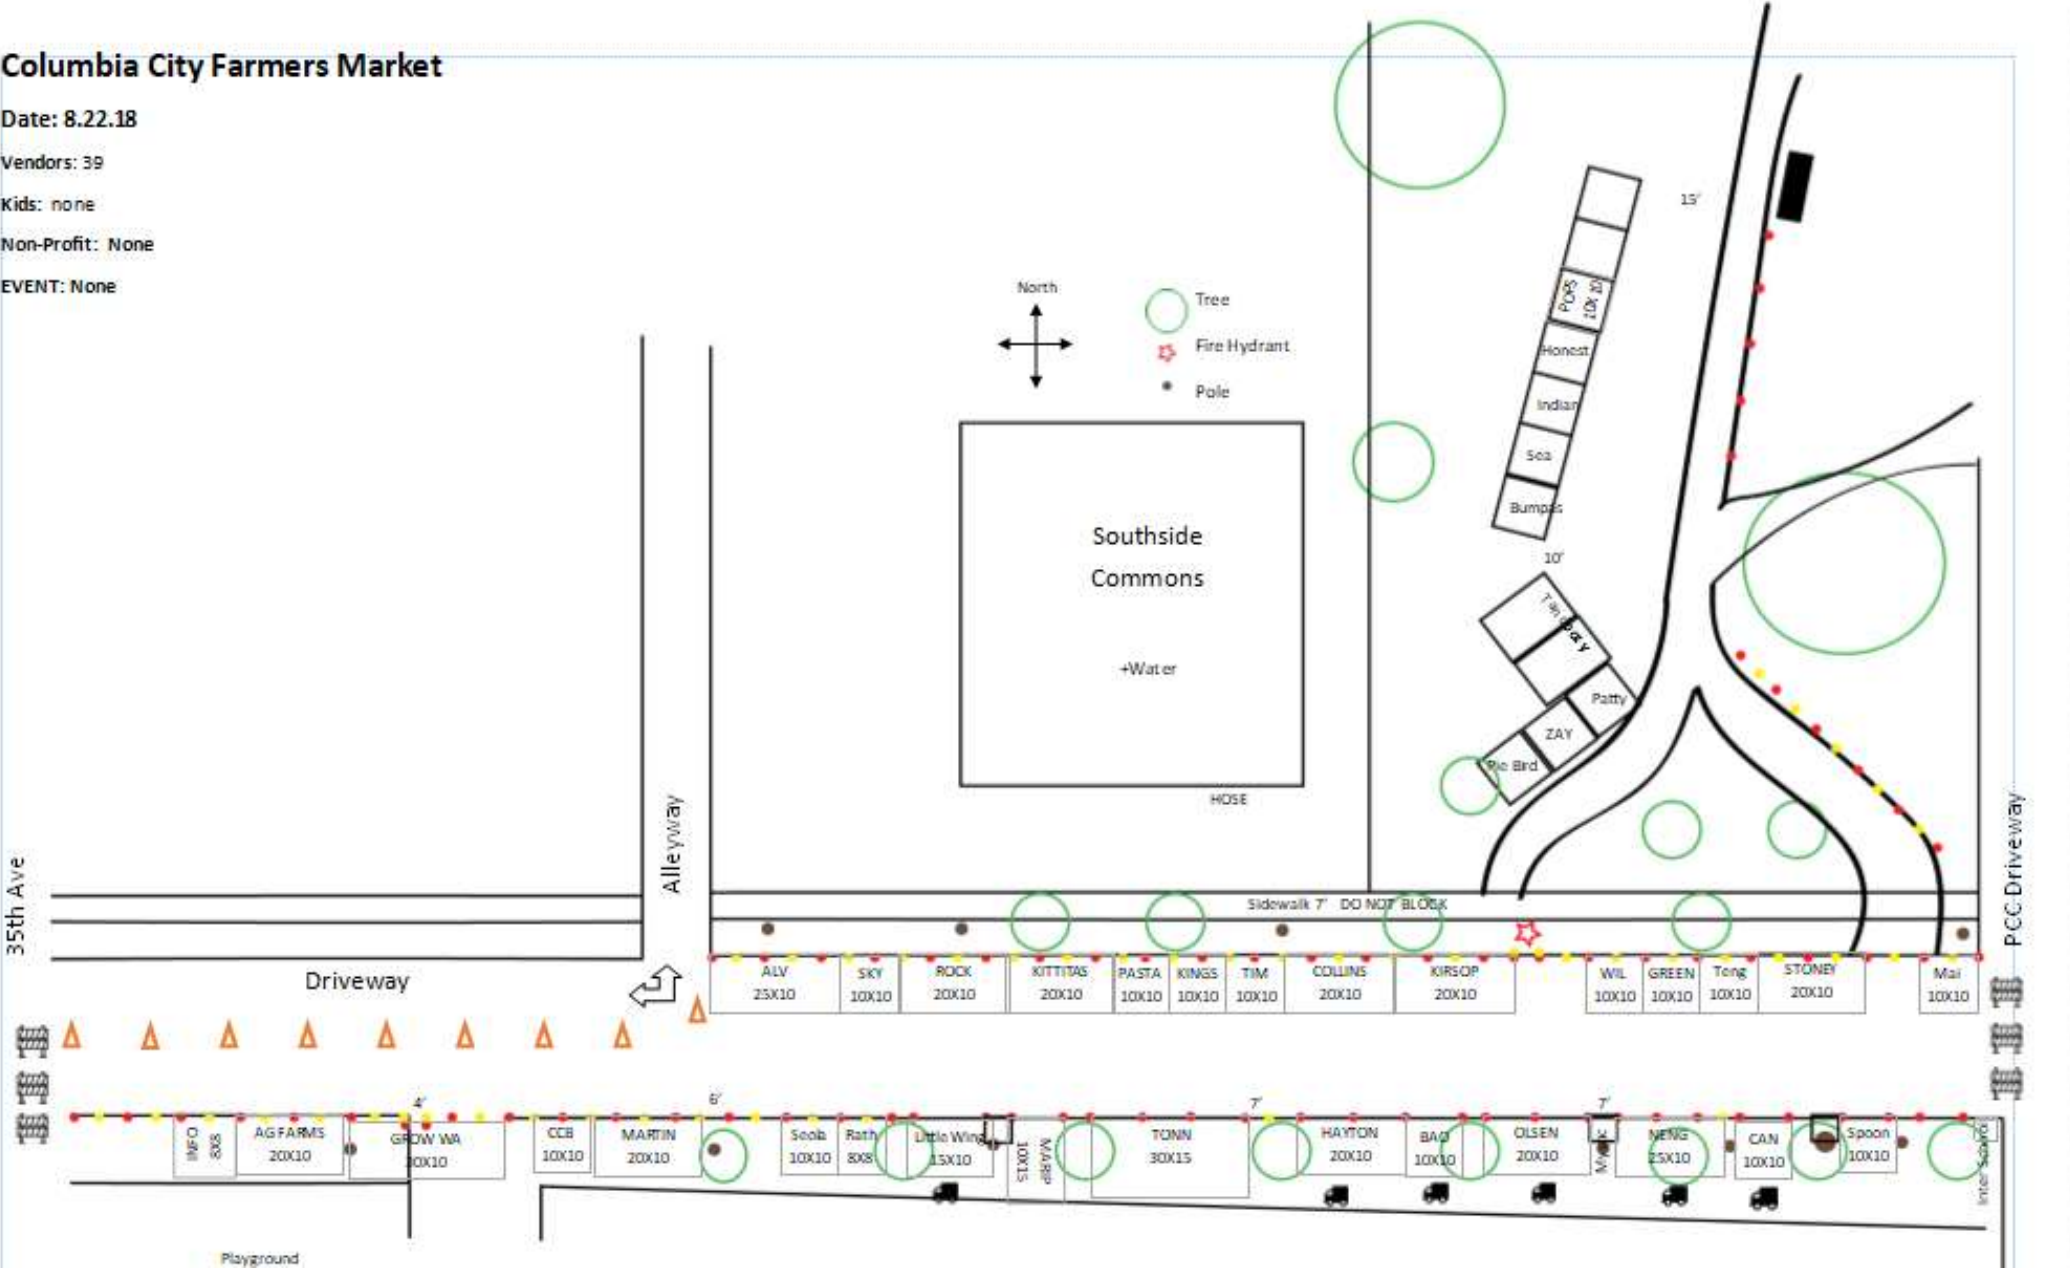 Columbia City Farmers Market
Date: 8.22.18
Vendors: 39
Kids: none
Non-Profit: None
EVENT: None
North
Tree
Fire Hydrant
Pole
15'
POPS
10X10
Honest
Indian
Sea
Bumpas
10'
Patty
ZAY
Pie Bird
Southside
Commons
+Water
HOSE
Alleyway
35th Ave
PCC Driveway
Sidewalk 7' DO NOT BLOCK
Driveway
ALV
25X10
SKY
10X10
ROCK
20X10
KITTITAS
20X10
PASTA
10X10
KINGS
10X10
TIM
10X10
COLLINS
20X10
KIRSOP
20X10
WIL
10X10
GREEN
10X10
Teng
10X10
STONEY
20X10
Mai
10X10
4'
6'
7'
7'
INFO
8X8
AG FARMS
20X10
GROW WA
30X10
CCB
10X10
MARTIN
20X10
Seola
10X10
Rath
8X8
Little Wing
15X10
MARIP
10X15
TONN
30X15
HAYTON
20X10
BAO
10X10
OLSEN
20X10
NENG
25X10
CAN
10X10
Spoon
10X10
Playground